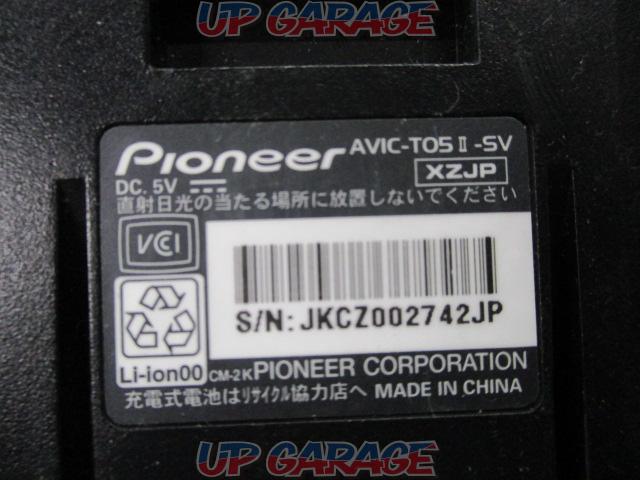 UP GARAGE
Pioneer AVIC-T05Ⅱ-SV
DC. 5V XZJP
直射日光の当たる場所に放置しないでください
VCI
S/N: JKCZ002742JP
Li-ion00 CM-2K PIONEER CORPORATION
充電式電池はリサイクル協力店へ MADE IN CHINA
UP GARAGE